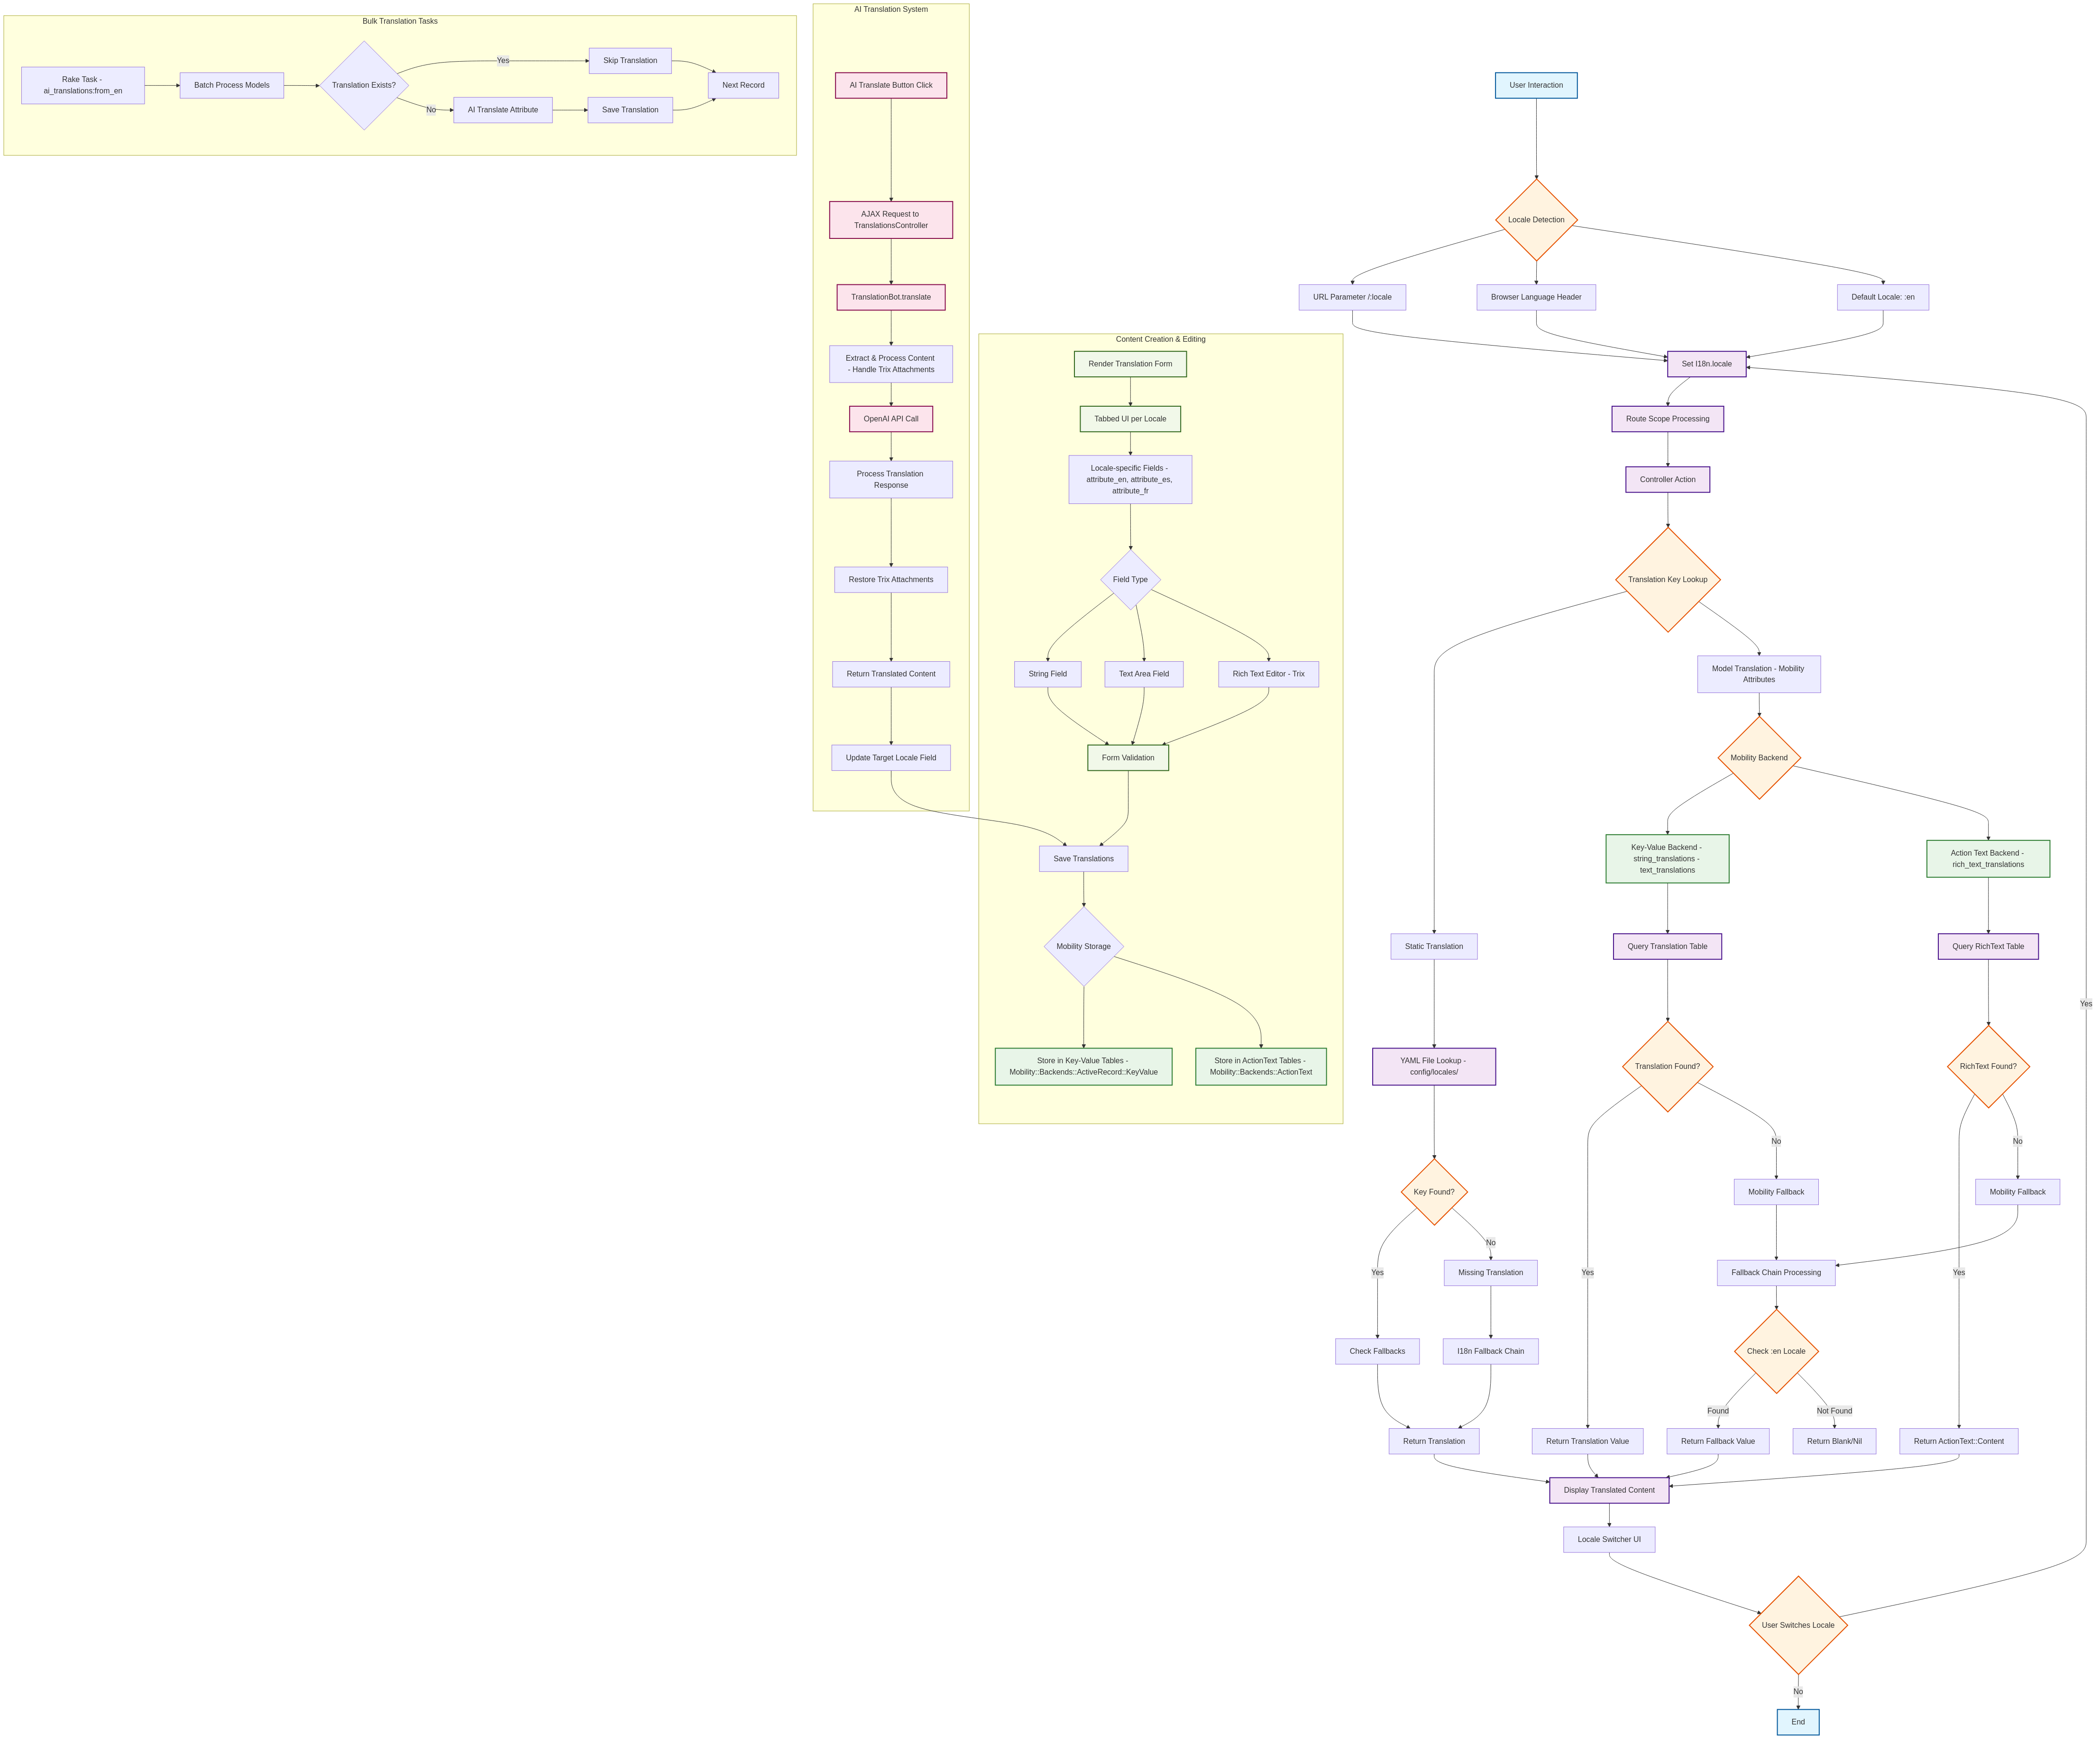 Bulk Translation Tasks
Rake Task -
ai_translations:from_en
Batch Process Models
Translation Exists?
Yes
No
Skip Translation
AI Translate Attribute
Save Translation
Next Record
AI Translation System
AI Translate Button Click
AJAX Request to
TranslationsController
TranslationBot.translate
Extract & Process Content
- Handle Trix Attachments
OpenAI API Call
Process Translation
Response
Restore Trix Attachments
Return Translated Content
Update Target Locale Field
Content Creation & Editing
Render Translation Form
Tabbed UI per Locale
Locale-specific Fields -
attribute_en, attribute_es,
attribute_fr
Field Type
String Field
Text Area Field
Rich Text Editor - Trix
Form Validation
Save Translations
Mobility Storage
Store in Key-Value Tables -
Mobility::Backends::ActiveRecord::KeyValue
Store in ActionText Tables -
Mobility::Backends::ActionText
User Interaction
Locale Detection
URL Parameter /:locale
Browser Language Header
Default Locale: :en
Set I18n.locale
Route Scope Processing
Controller Action
Translation Key Lookup
Model Translation - Mobility
Attributes
Mobility Backend
Key-Value Backend -
string_translations -
text_translations
Action Text Backend -
rich_text_translations
Static Translation
Query Translation Table
Query RichText Table
Yes
YAML File Lookup -
config/locales/
Translation Found?
RichText Found?
No
No
Key Found?
Mobility Fallback
Mobility Fallback
No
Yes
Missing Translation
Yes
Fallback Chain Processing
Yes
Check Fallbacks
I18n Fallback Chain
Check :en Locale
Found
Not Found
Return Translation
Return Translation Value
Return Fallback Value
Return Blank/Nil
Return ActionText::Content
Display Translated Content
Locale Switcher UI
User Switches Locale
No
End